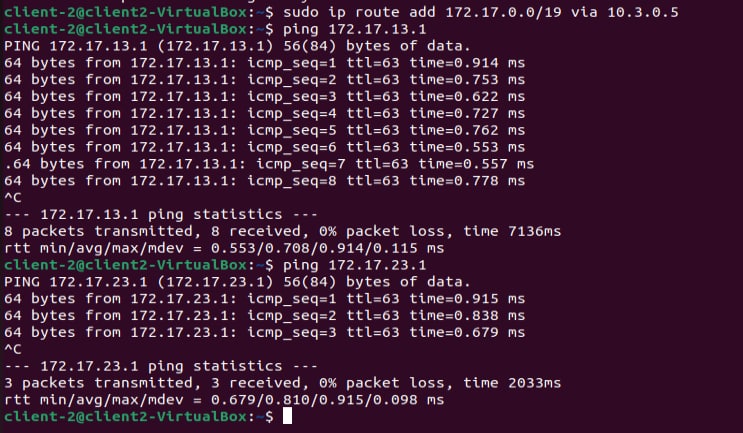 client-2@client2-VirtualBox:~$ sudo ip route add 172.17.0.0/19 via 10.3.0.5
client-2@client2-VirtualBox:~$ ping 172.17.13.1
PING 172.17.13.1 (172.17.13.1) 56(84) bytes of data.
64 bytes from 172.17.13.1: icmp_seq=1 ttl=63 time=0.914 ms
64 bytes from 172.17.13.1: icmp_seq=2 ttl=63 time=0.753 ms
64 bytes from 172.17.13.1: icmp_seq=3 ttl=63 time=0.622 ms
64 bytes from 172.17.13.1: icmp_seq=4 ttl=63 time=0.727 ms
64 bytes from 172.17.13.1: icmp_seq=5 ttl=63 time=0.762 ms
64 bytes from 172.17.13.1: icmp_seq=6 ttl=63 time=0.553 ms
.64 bytes from 172.17.13.1: icmp_seq=7 ttl=63 time=0.557 ms
64 bytes from 172.17.13.1: icmp_seq=8 ttl=63 time=0.778 ms
^C
--- 172.17.13.1 ping statistics ---
8 packets transmitted, 8 received, 0% packet loss, time 7136ms
rtt min/avg/max/mdev = 0.553/0.708/0.914/0.115 ms
client-2@client2-VirtualBox:~$ ping 172.17.23.1
PING 172.17.23.1 (172.17.23.1) 56(84) bytes of data.
64 bytes from 172.17.23.1: icmp_seq=1 ttl=63 time=0.915 ms
64 bytes from 172.17.23.1: icmp_seq=2 ttl=63 time=0.838 ms
64 bytes from 172.17.23.1: icmp_seq=3 ttl=63 time=0.679 ms
^C
--- 172.17.23.1 ping statistics ---
3 packets transmitted, 3 received, 0% packet loss, time 2033ms
rtt min/avg/max/mdev = 0.679/0.810/0.915/0.098 ms
client-2@client2-VirtualBox:~$